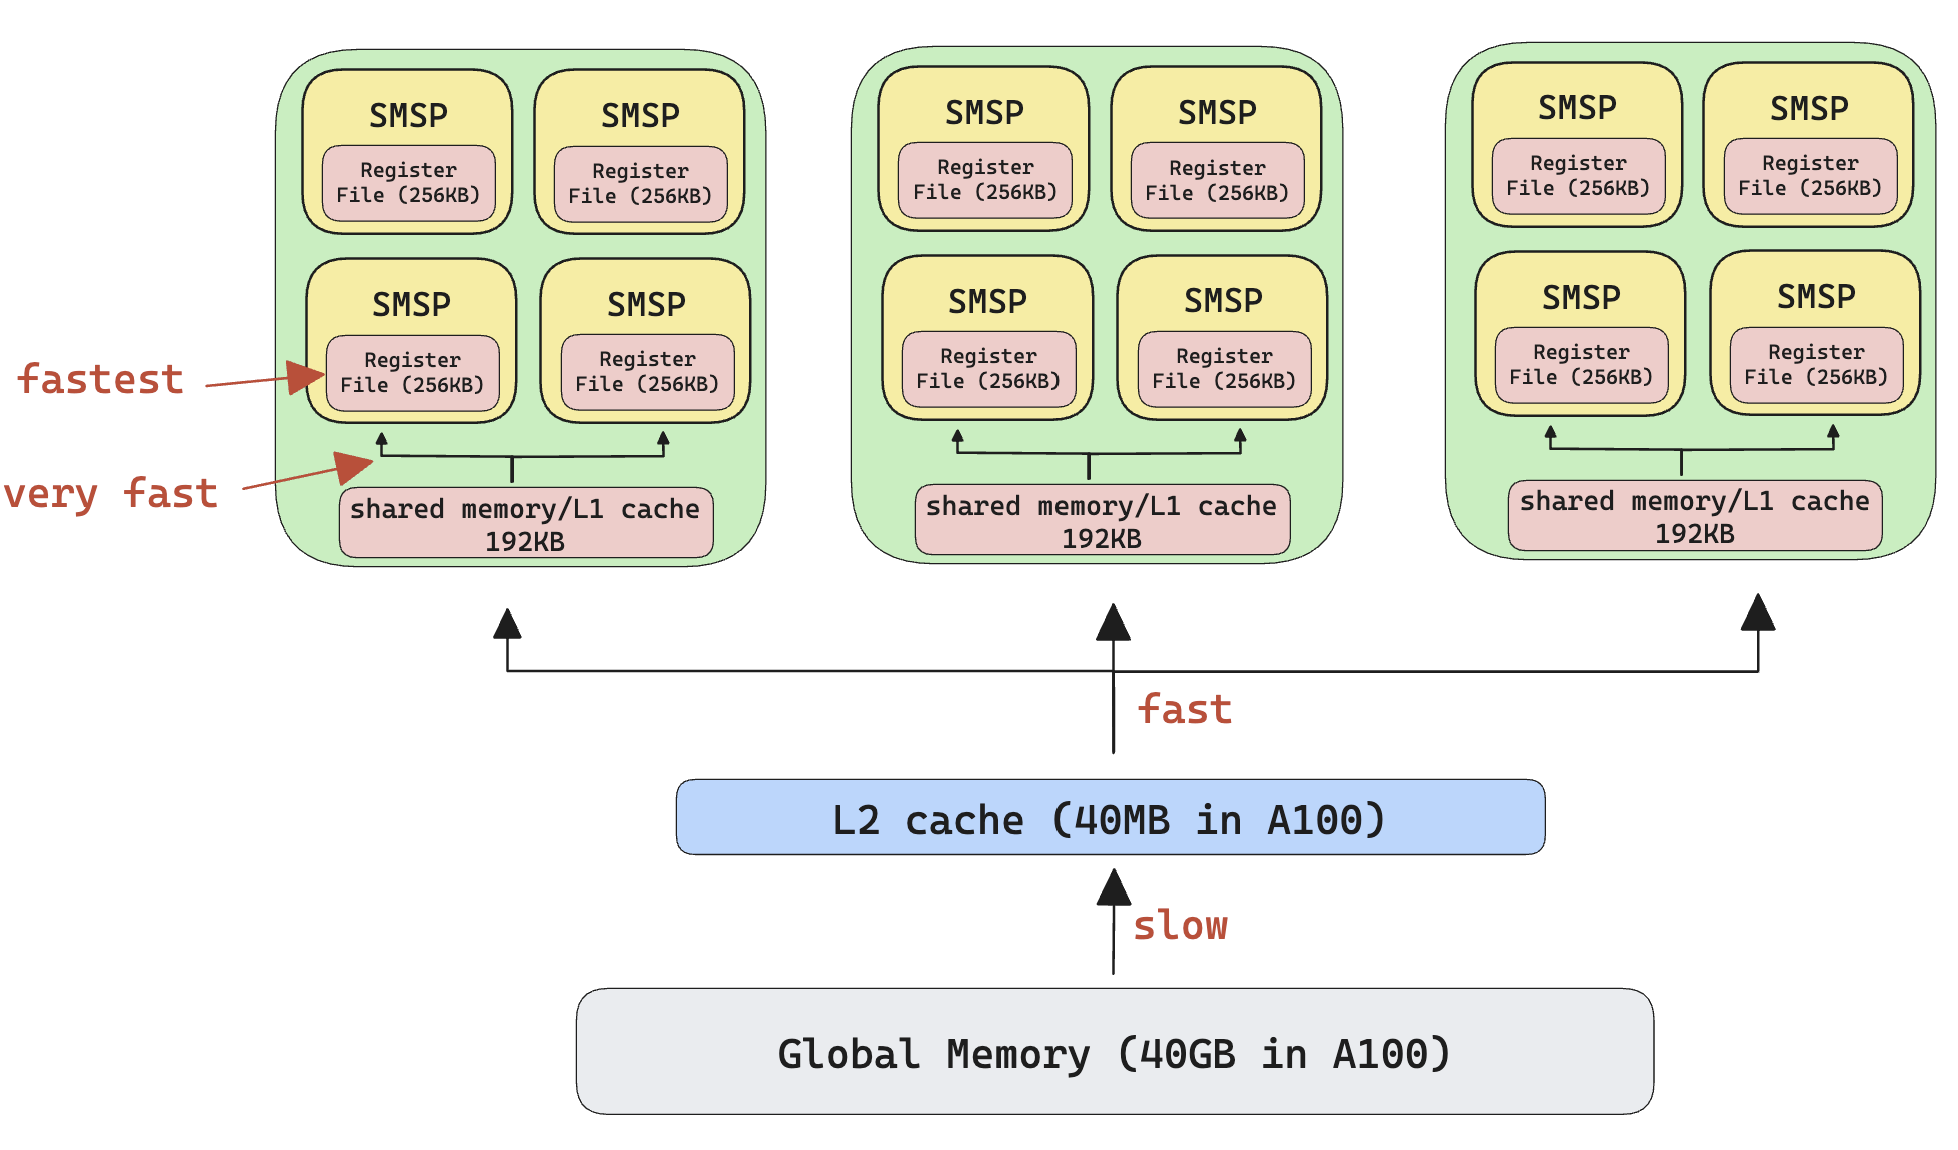 SMSP
Register
File (256KB)
SMSP
Register
File (256KB)
SMSP
Register
File (256KB)
SMSP
Register
File (256KB)
shared memory/L1 cache
192KB
SMSP
Register
File (256KB)
SMSP
Register
File (256KB)
SMSP
Register
File (256KB)
SMSP
Register
File (256KB)
shared memory/L1 cache
192KB
SMSP
Register
File (256KB)
SMSP
Register
File (256KB)
SMSP
Register
File (256KB)
SMSP
Register
File (256KB)
shared memory/L1 cache
192KB
fastest
very fast
fast
L2 cache (40MB in A100)
slow
Global Memory (40GB in A100)